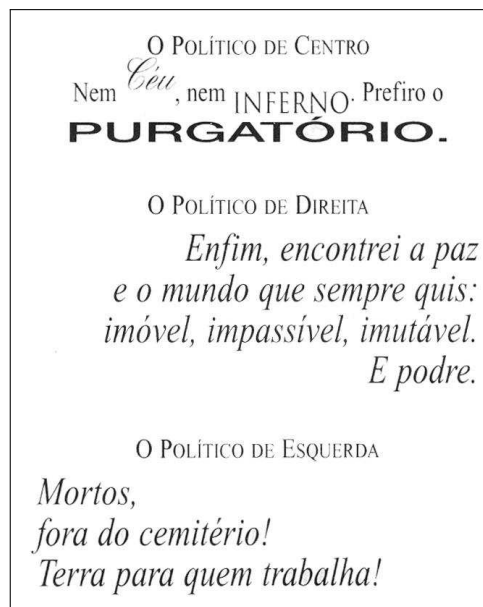 O POLÍTICO DE CENTRO
Nem Céu, nem INFERNO. Prefiro o
PURGATÓRIO.
O POLÍTICO DE DIREITA
Enfim, encontrei a paz
e o mundo que sempre quis:
imóvel, impassível, imutável.
E podre.
O POLÍTICO DE ESQUERDA
Mortos,
fora do cemitério!
Terra para quem trabalha!